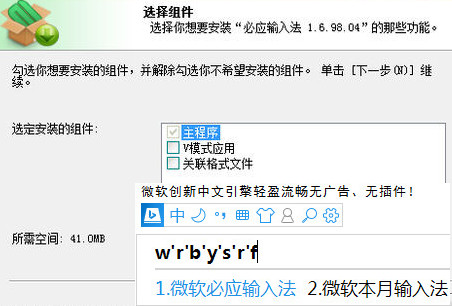 选择组件
选择你想要安装“必应输入法 1.6.98.04”的那些功能。
勾选你想要安装的组件，并解除勾选你不希望安装的组件。 单击 [下一步(N)] 继
续。
选定安装的组件:
主程序
V模式应用
关联格式文件
微软创新中文引擎轻盈流畅无广告、无插件！
中
所需空间: 41.0MB
w'r'b'y's'r'f
1.微软必应输入法 2.微软本月输入法